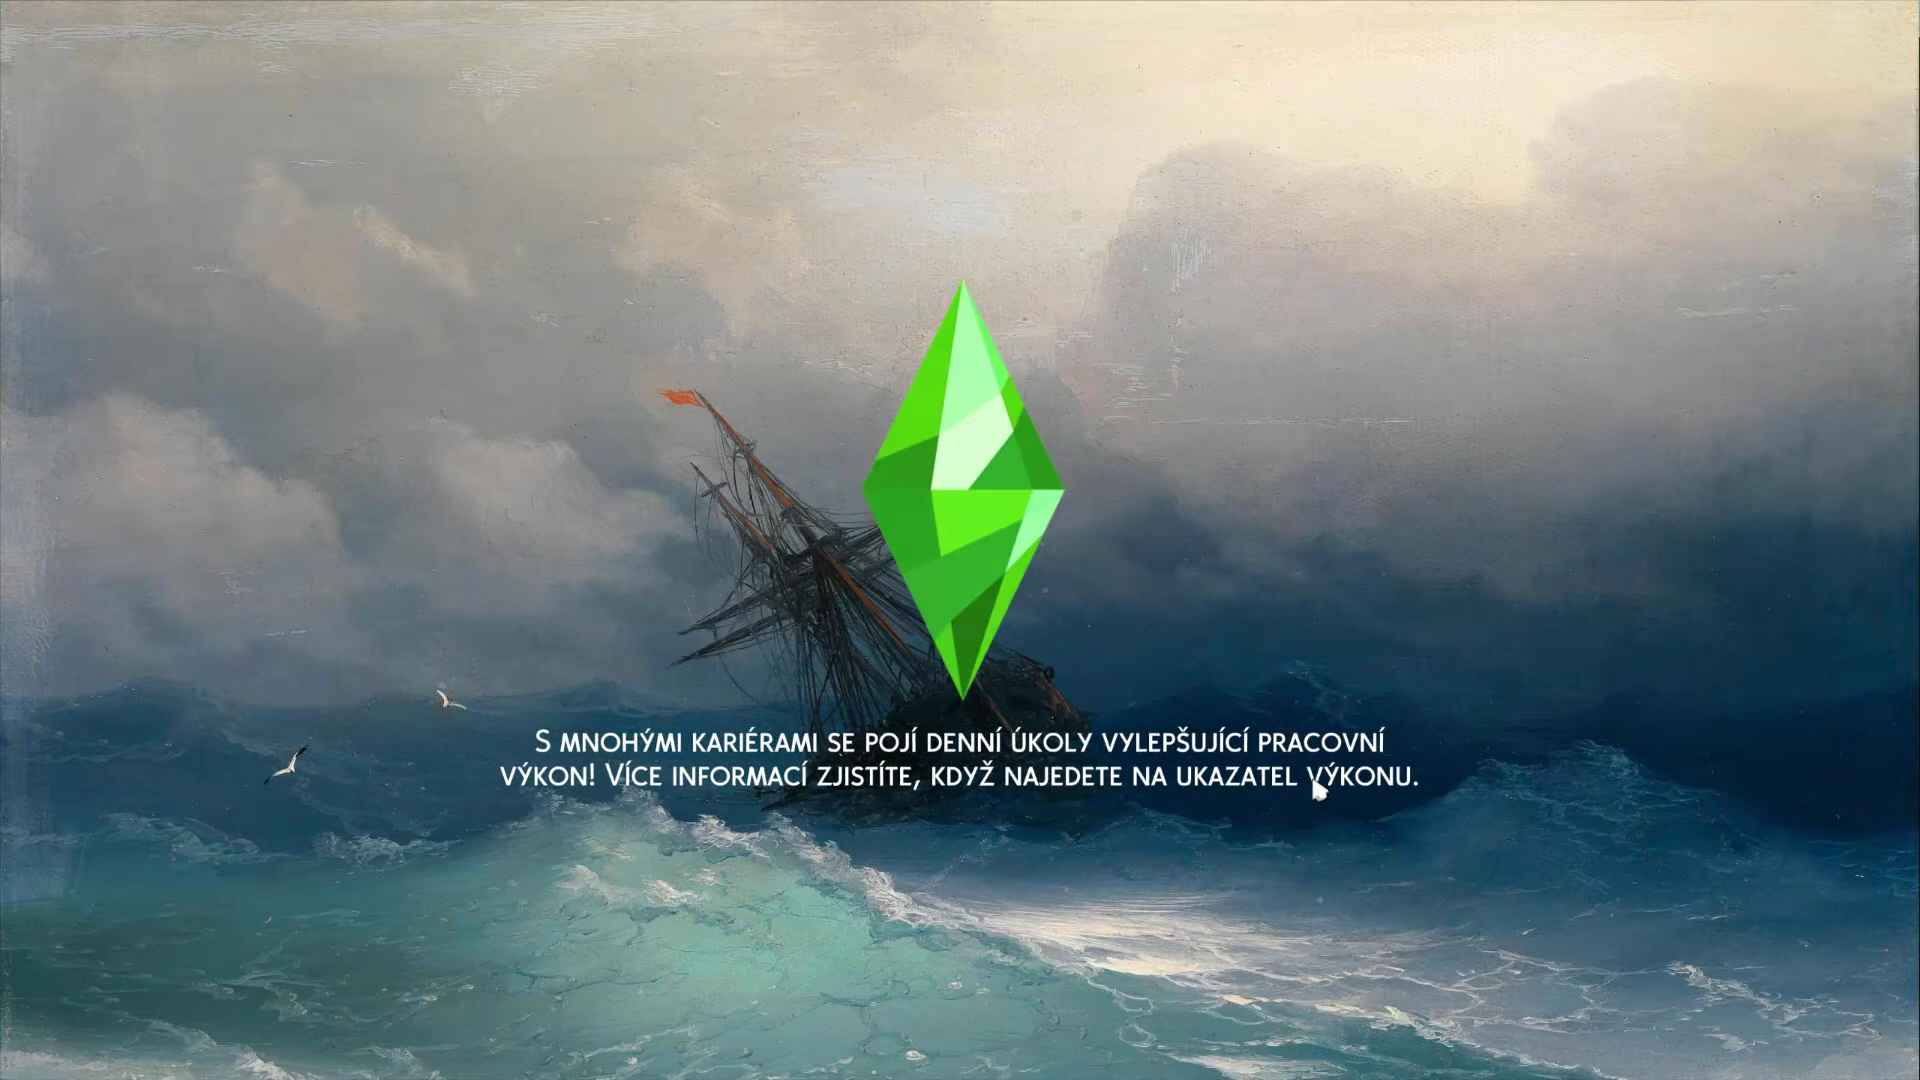 S mnohými kariérami se pojí denní úkoly vylepšující pracovní
výkon! Více informací zjistíte, když najedete na ukazatel výkonu.